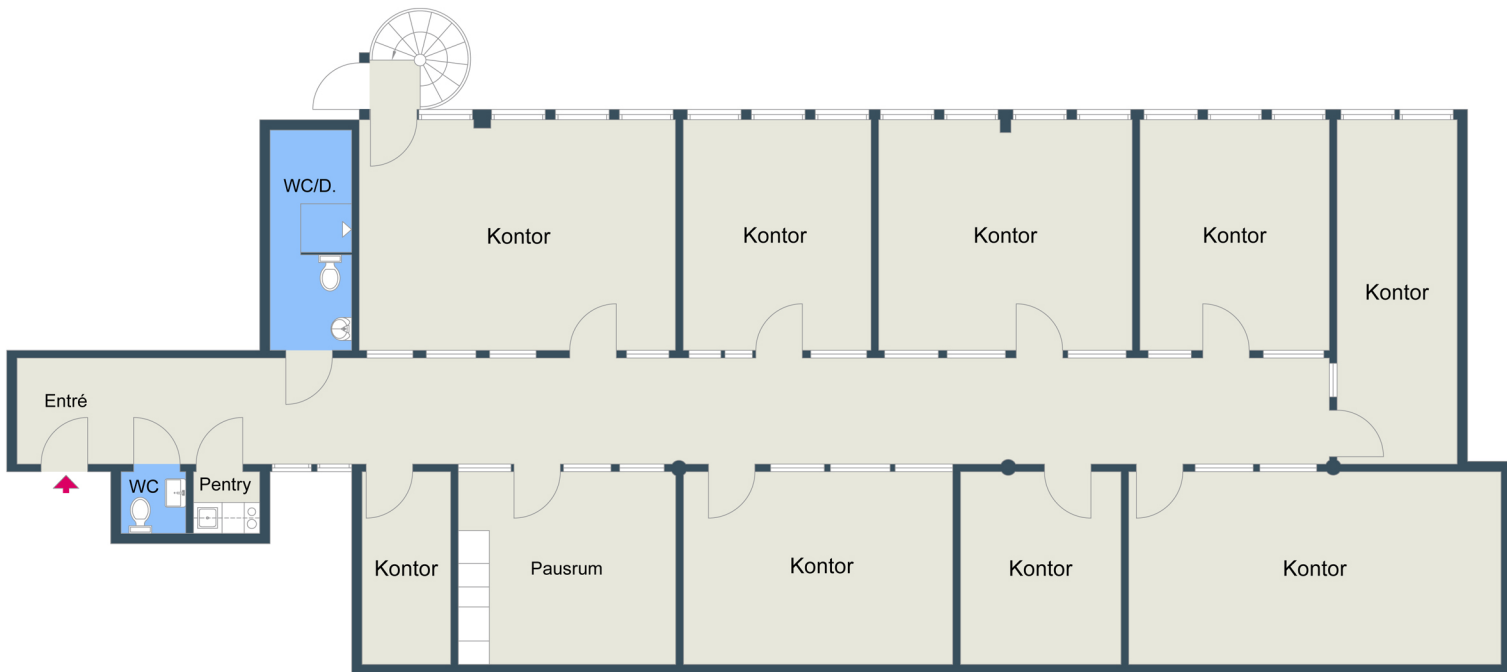 WC/D.
Kontor
Kontor
Kontor
Kontor
Kontor
Entré
WC
Pentry
Kontor
Pausrum
Kontor
Kontor
Kontor